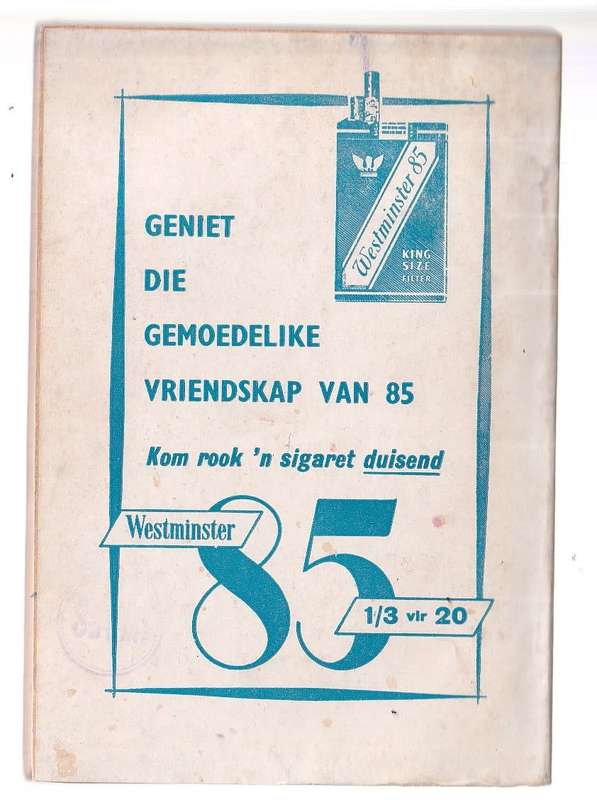 Westminster 85
KING
SIZE
FILTER
GENIET
DIE
GEMOEDELIKE
VRIENDSKAP VAN 85
Kom rook 'n sigaret duisend
Westminster
85
1/3 vir 20